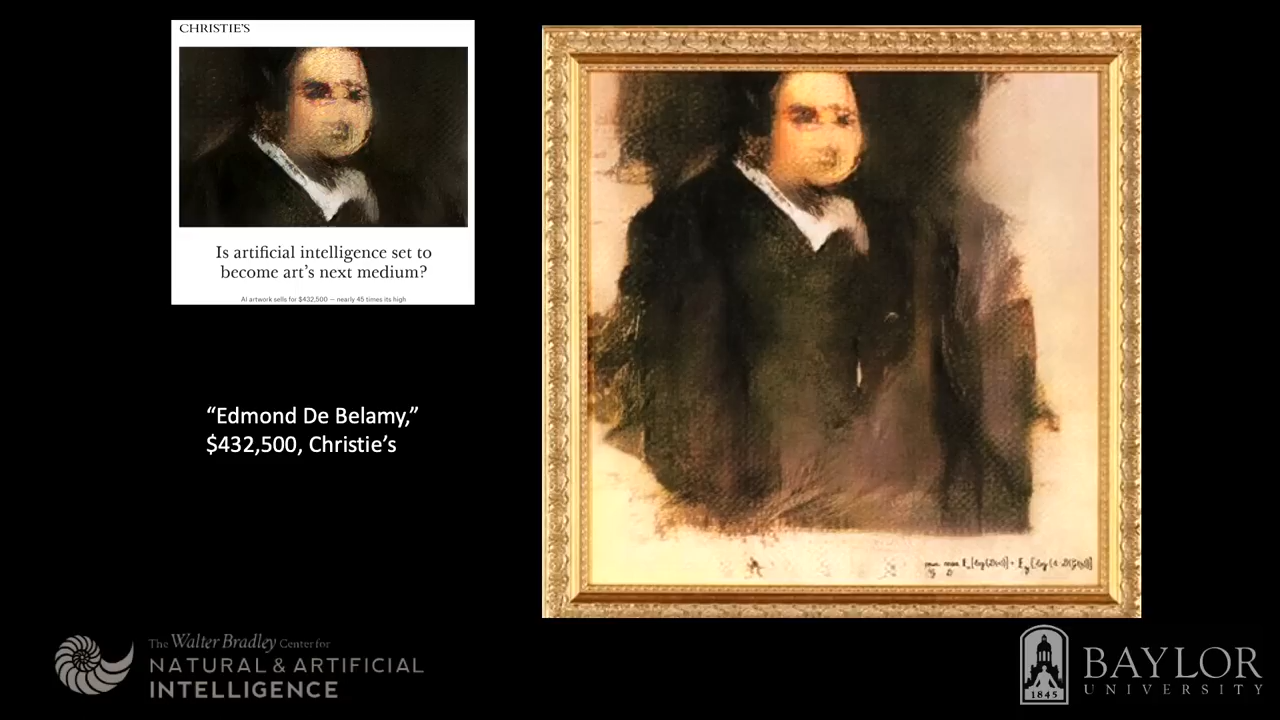 CHRISTIE'S
Is artificial intelligence set to
become art's next medium?
AI artwork sells for $432,500 — nearly 45 times its high
“Edmond De Belamy,”
$432,500, Christie’s
The Walter Bradley Center for
NATURAL & ARTIFICIAL
INTELLIGENCE
1845
BAYLOR
UNIVERSITY